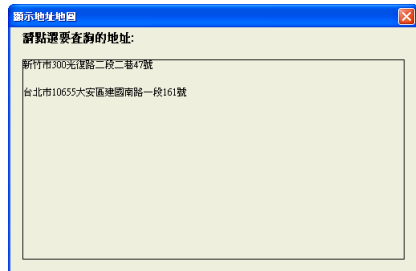 顯示地址地圖
請點選要查詢的地址:
新竹市300光復路二段二巷47號
台北市10655大安區建國南路一段161號